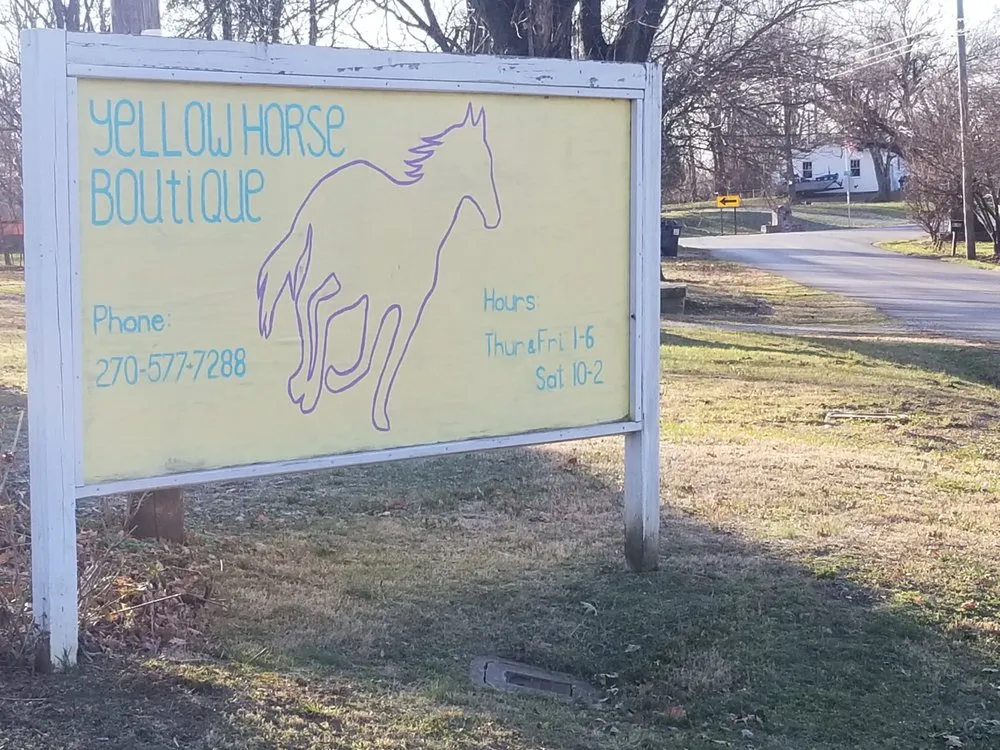 YELLOW HORSE
BOUTIQUE
Phone:
270-577-7288
Hours:
Thur & Fri 1-6
Sat 10-2